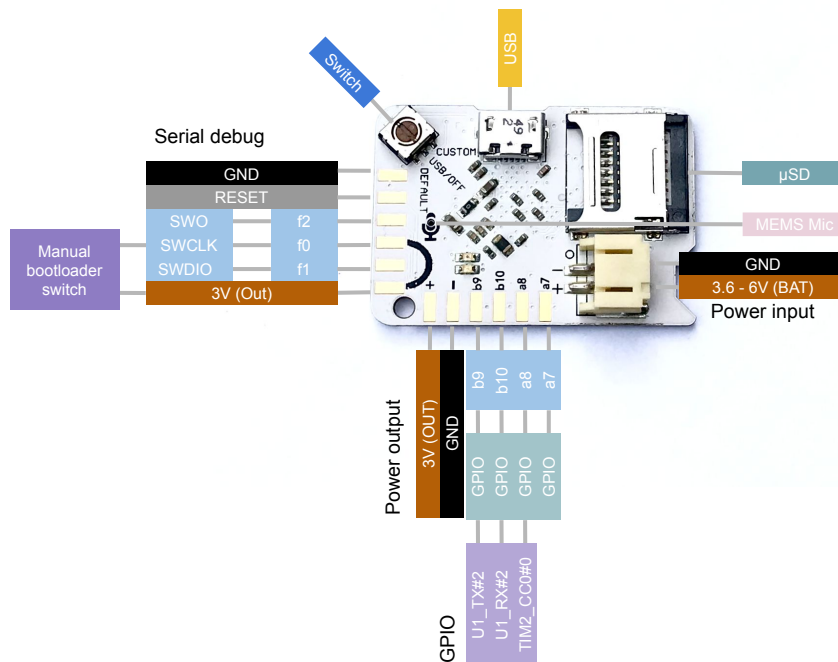 USB
Switch
Serial debug
GND
RESET
SWO f2
SWCLK f0
SWDIO f1
3V (Out)
Manual
bootloader
switch
CUSTOM
USB/OFF
DEFAULT
49
2
µSD
MEMS Mic
GND
3.6 - 6V (BAT)
Power input
+
-
b9
b10
a8
a7
-
+
Power output
3V (OUT)
GND
b9
b10
a8
a7
GPIO
GPIO
GPIO
GPIO
GPIO
U1_TX#2
U1_RX#2
TIM2_CC0#0